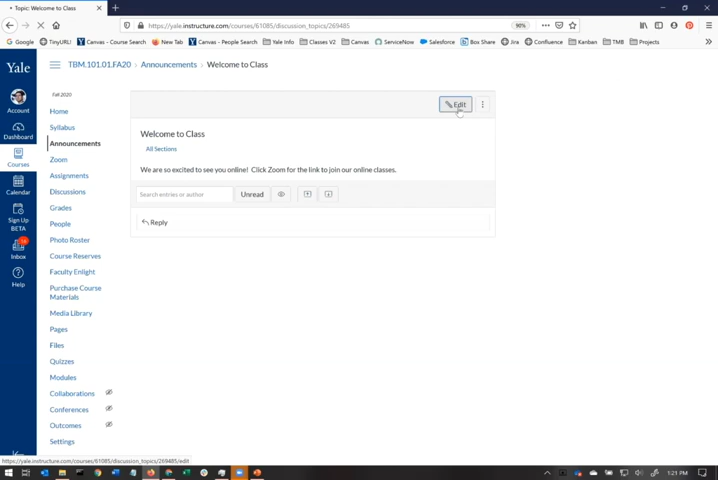 Topic: Welcome to Class
https://yale.instructure.com/courses/61085/discussion_topics/269485
90%
Google TinyURL! Canvas - Course Search New Tab Canvas - People Search Yale Info Classes V2 Canvas ServiceNow Salesforce Box Share Jira Confluence Kanban TMB Projects
Yale
TBM.101.01.FA20 > Announcements > Welcome to Class
Account
Dashboard
Courses
Calendar
Sign Up
BETA
Inbox
Help
Fall 2020
Home
Syllabus
Announcements
Zoom
Assignments
Discussions
Grades
People
Photo Roster
Course Reserves
Faculty Enlight
Purchase Course
Materials
Media Library
Pages
Files
Quizzes
Modules
Collaborations
Conferences
Outcomes
Settings
Edit
Welcome to Class
All Sections
We are so excited to see you online! Click Zoom for the link to join our online classes.
Search entries or author Unread
Reply
https://yale.instructure.com/courses/61085/discussion_topics/269485/edit
1:21 PM